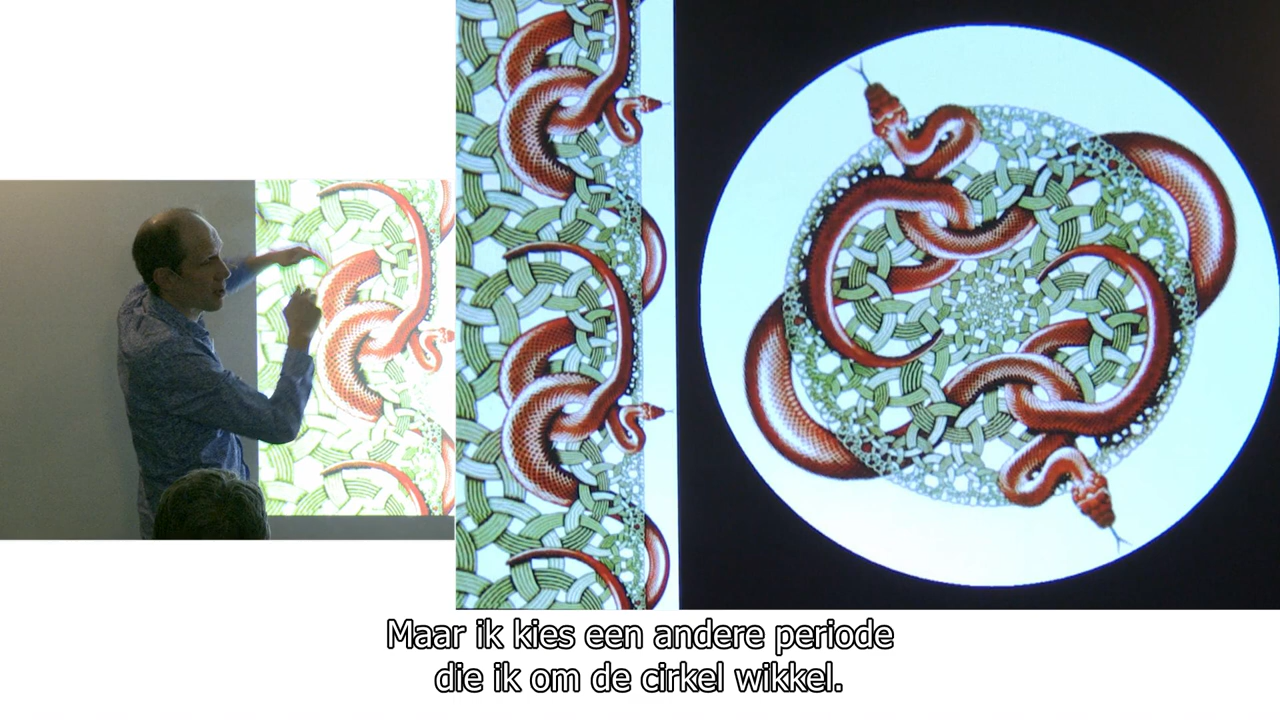 Maar ik kies een andere periode
die ik om de cirkel wikkel.